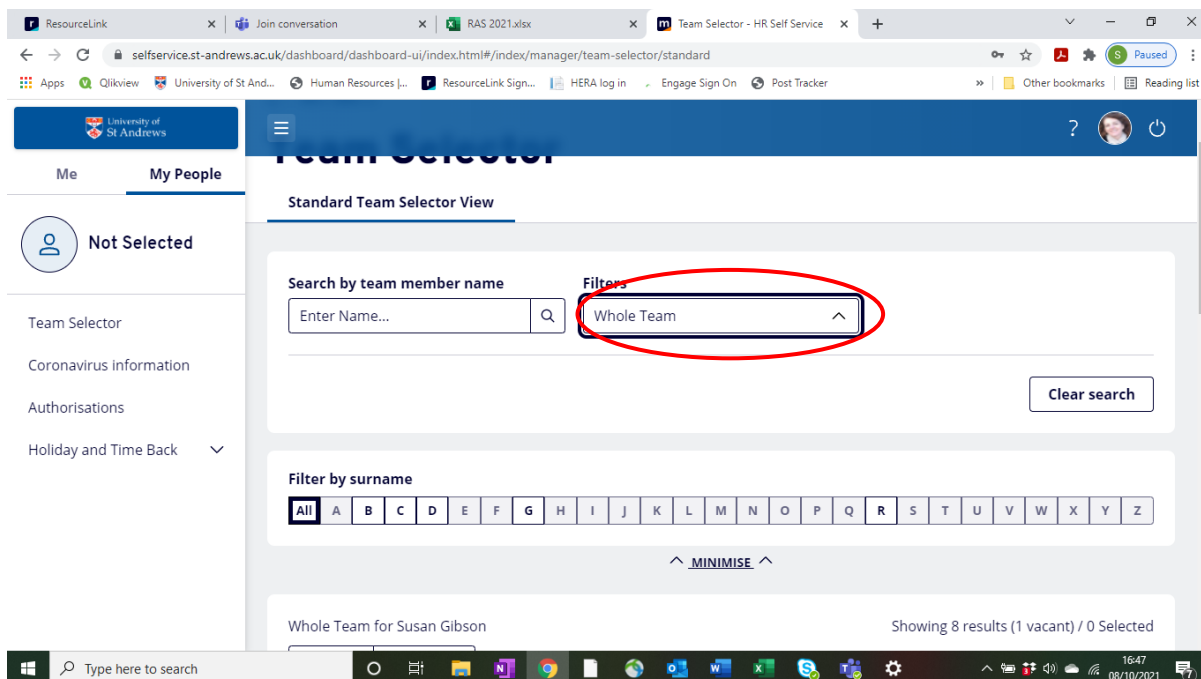 ResourceLink
Join conversation
RAS 2021.xlsx
Team Selector - HR Self Service
selfservice.st-andrews.ac.uk/dashboard/dashboard-ui/index.html#/index/manager/team-selector/standard
S Paused
Apps Qlikview University of St And... Human Resources |... ResourceLink Sign... HERA log in Engage Sign On Post Tracker » Other bookmarks Reading list
University of
St Andrews
?
Team Selector
Me My People
Standard Team Selector View
Not Selected
Search by team member name Filters
Enter Name... Whole Team
Team Selector
Coronavirus information
Clear search
Authorisations
Holiday and Time Back
Filter by surname
All A B C D E F G H I J K L M N O P Q R S T U V W X Y Z
MINIMISE
Whole Team for Susan Gibson Showing 8 results (1 vacant) / 0 Selected
Type here to search
16:47
08/10/2021